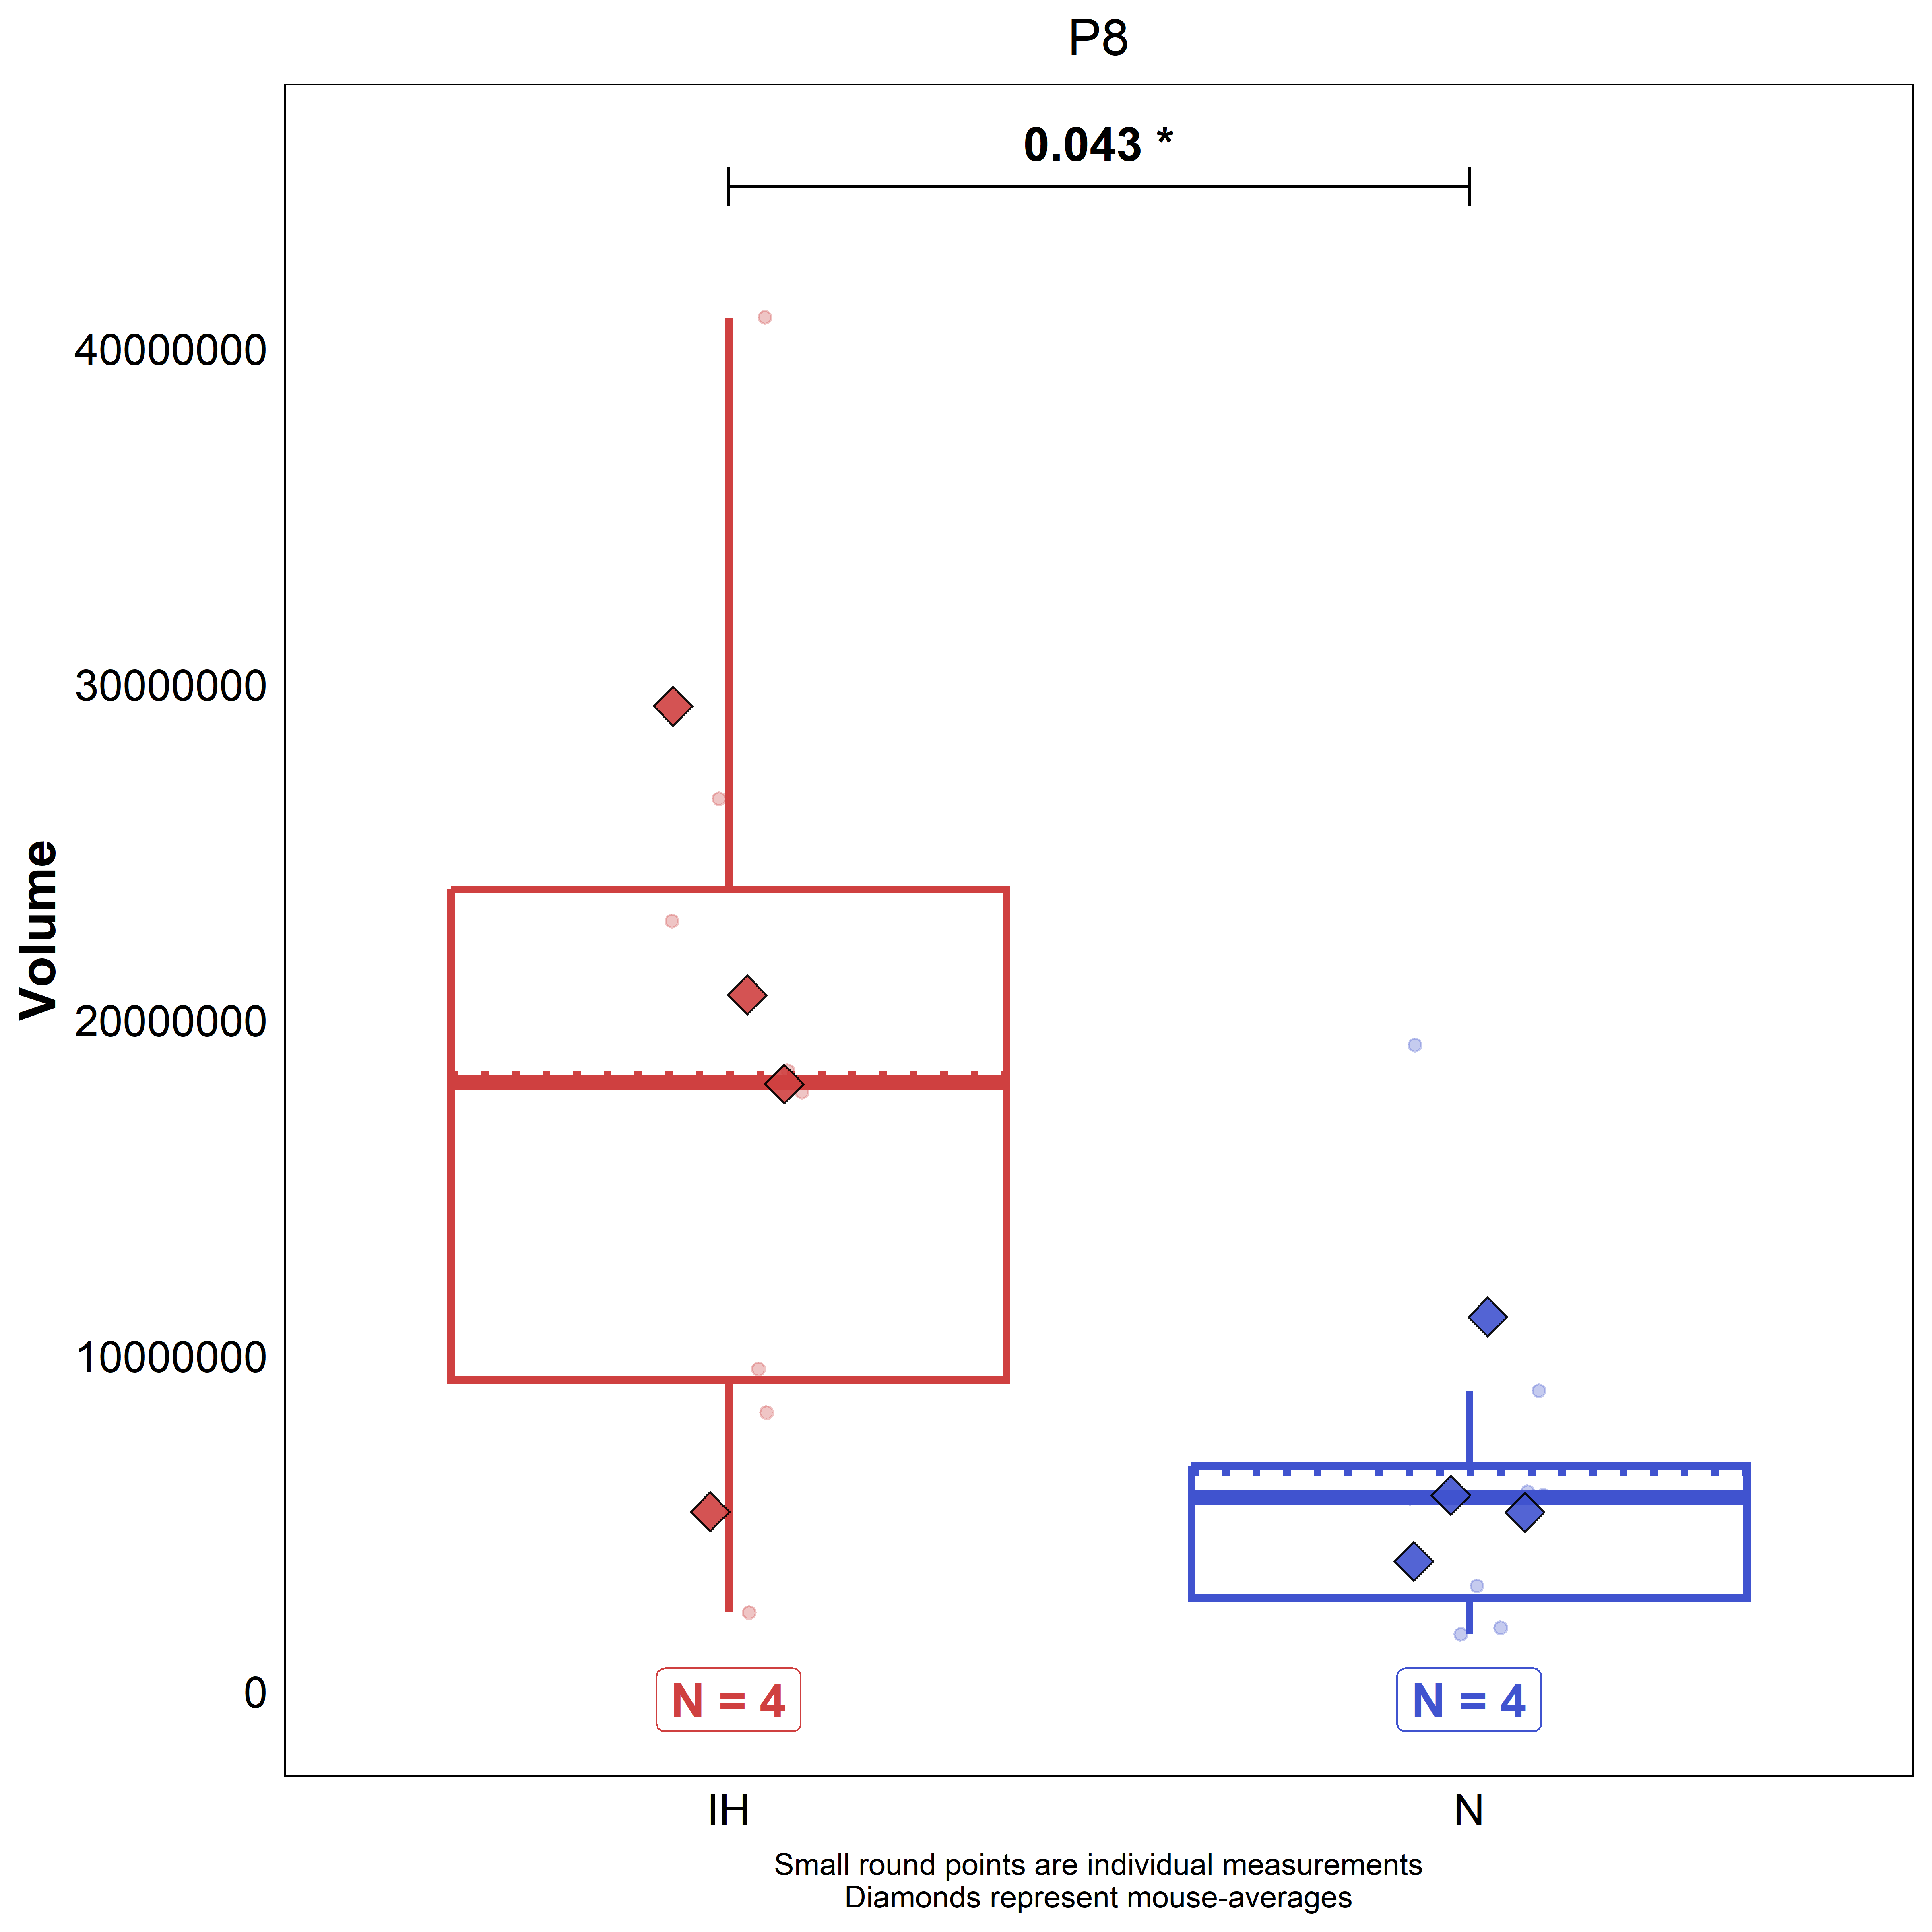 P8
0.043 *
40000000
30000000
20000000
10000000
0
Volume
N = 4
N = 4
IH
N
Small round points are individual measurements
Diamonds represent mouse-averages